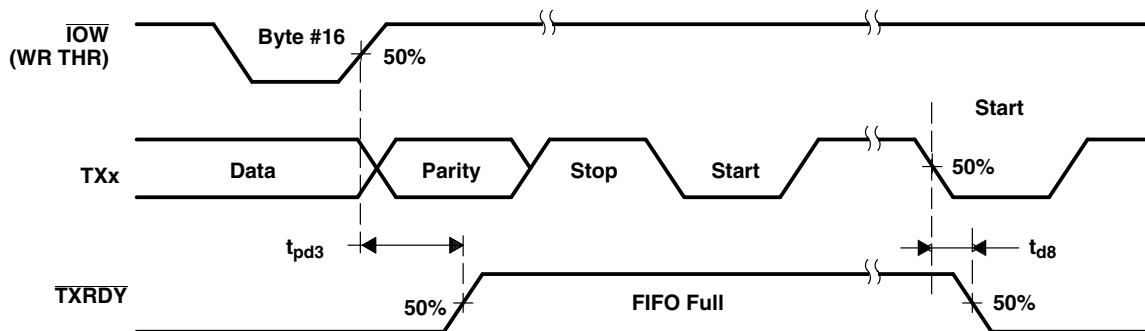 IOW
(WR THR)
Byte #16
50%
Start
TXx
Data
Parity
Stop
Start
50%
tpd3
td8
TXRDY
50%
FIFO Full
50%